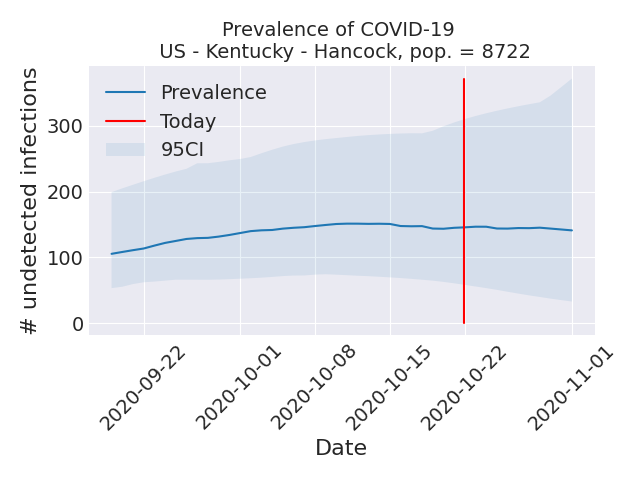 Prevalence of COVID-19
US - Kentucky - Hancock, pop. = 8722
# undetected infections
300
200
100
0
Prevalence
Today
95CI
2020-09-22
2020-10-01
2020-10-08
2020-10-15
2020-10-22
2020-11-01
Date